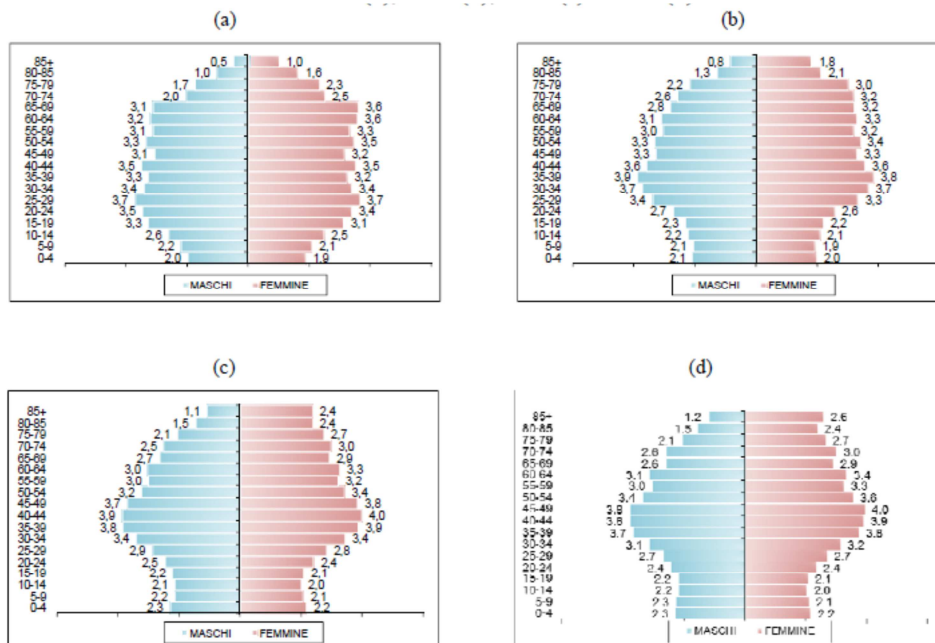 (a)
85+ 0,5 1,0
80-85 1,0 1,6
75-79 1,7 2,3
70-74 2,0 2,5
65-69 3,1 3,6
60-64 3,2 3,6
55-59 3,1 3,3
50-54 3,3 3,5
45-49 3,1 3,2
40-44 3,5 3,5
35-39 3,3 3,2
30-34 3,4 3,4
25-29 3,7 3,7
20-24 3,5 3,4
15-19 3,3 3,1
10-14 2,6 2,5
5-9 2,2 2,1
0-4 2,0 1,9
MASCHI FEMMINE
(b)
85+ 0,8 1,8
80-85 1,3 2,1
75-79 2,2 3,0
70-74 2,6 3,2
65-69 2,8 3,2
60-64 3,1 3,3
55-59 3,0 3,2
50-54 3,3 3,4
45-49 3,3 3,3
40-44 3,6 3,6
35-39 3,9 3,8
30-34 3,7 3,7
25-29 3,4 3,3
20-24 2,7 2,6
15-19 2,3 2,2
10-14 2,2 2,1
5-9 2,1 1,9
0-4 2,1 2,0
MASCHI FEMMINE
(c)
85+ 1,1 2,4
80-85 1,5 2,4
75-79 2,1 2,7
70-74 2,5 3,0
65-69 2,7 2,9
60-64 3,0 3,3
55-59 3,0 3,2
50-54 3,2 3,4
45-49 3,7 3,8
40-44 3,9 4,0
35-39 3,8 3,9
30-34 3,4 3,4
25-29 2,9 2,8
20-24 2,4 2,4
15-19 2,2 2,1
10-14 2,1 2,0
5-9 2,2 2,1
0-4 2,3 2,2
MASCHI FEMMINE
(d)
85+ 1,2 2,6
80-85 1,5 2,4
75-79 2,1 2,7
70-74 2,6 3,0
65-69 2,6 2,9
60-64 3,1 3,4
55-59 3,0 3,3
50-54 3,6
45-49 4,0
40-44 3,9
35-39 3,7 3,8
30-34 3,1 3,2
25-29 2,7 2,7
20-24 2,4 2,4
15-19 2,2 2,1
10-14 2,2 2,0
5-9 2,3 2,1
0-4 2,3 2,2
MASCHI FEMMINE